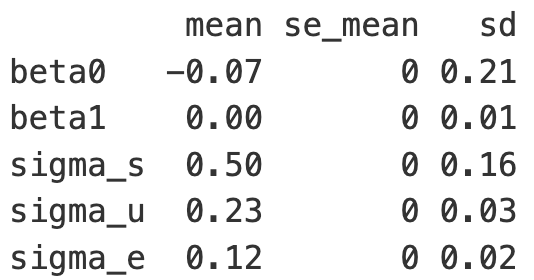 mean se_mean sd
beta0 −0.07 0 0.21
beta1 0.00 0 0.01
sigma_s 0.50 0 0.16
sigma_u 0.23 0 0.03
sigma_e 0.12 0 0.02